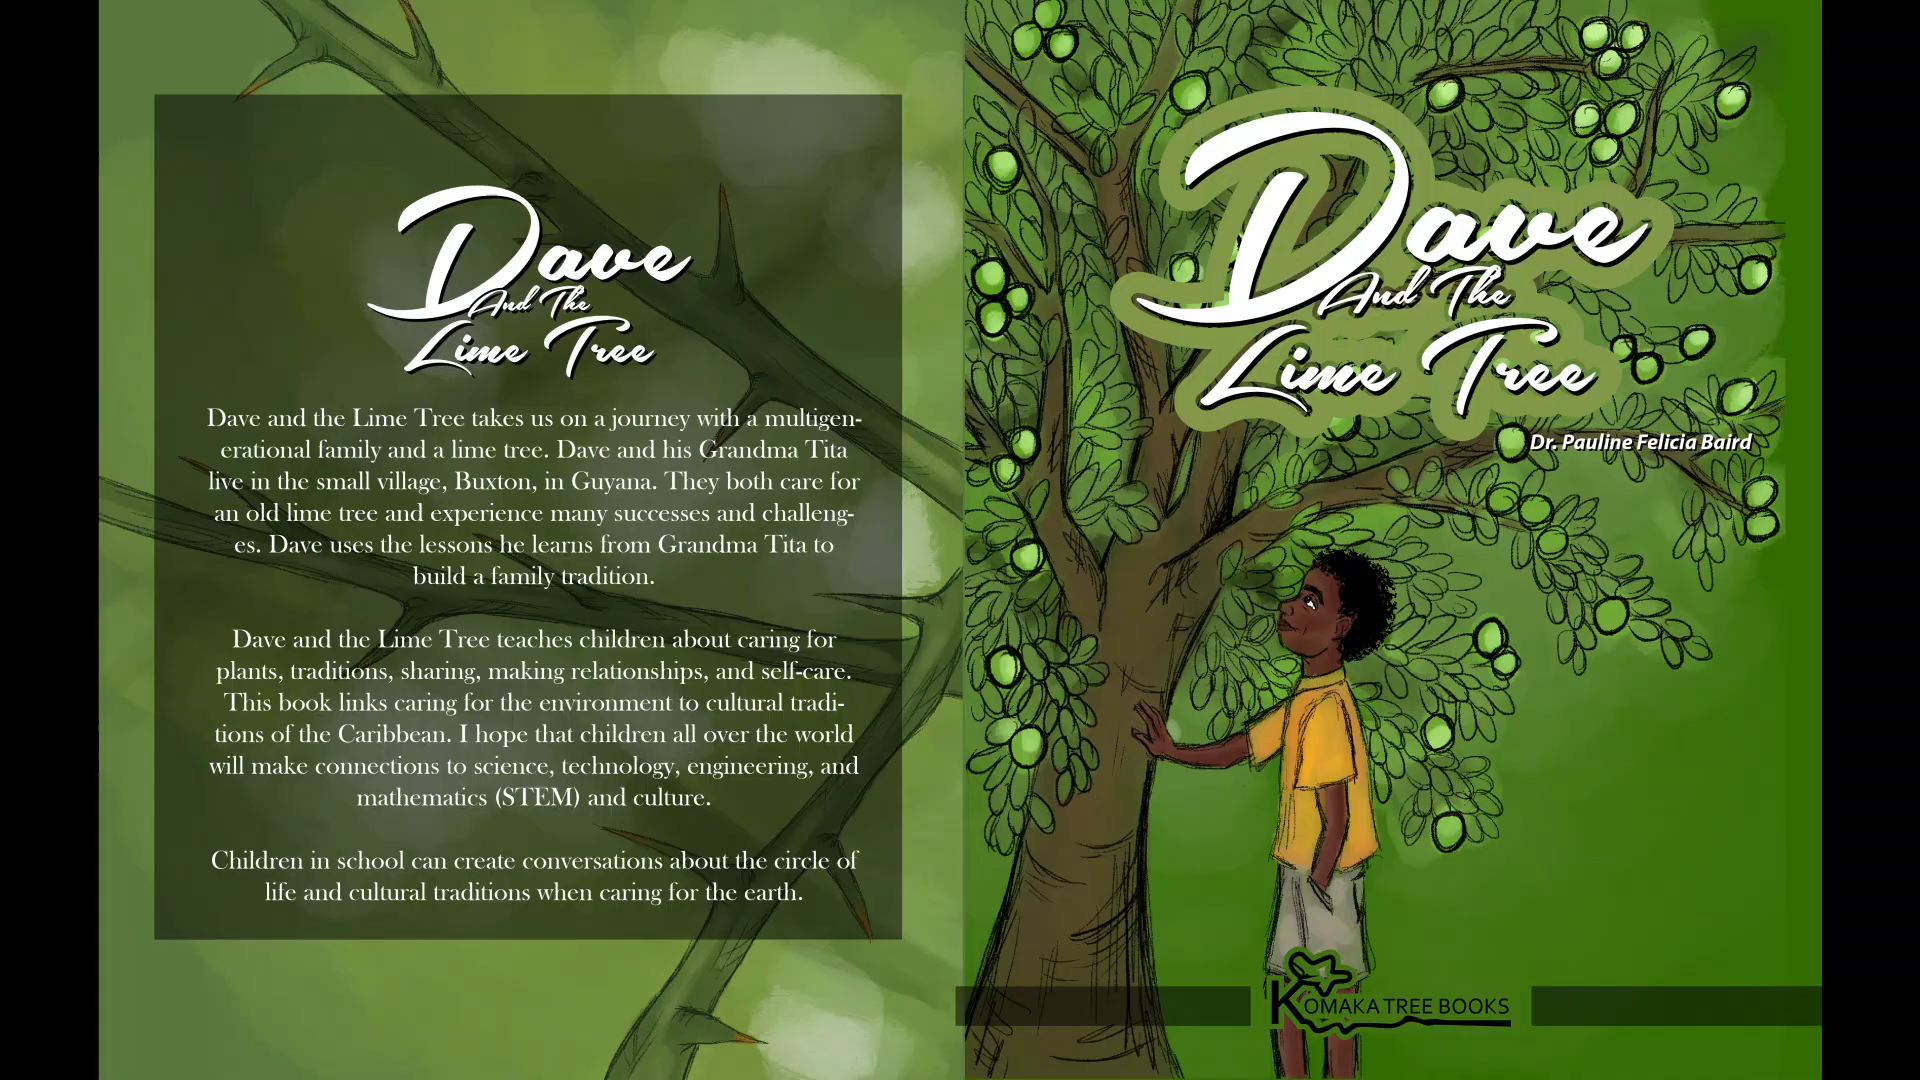 Dave
And The
Lime Tree
Dave and the Lime Tree takes us on a journey with a multigen-
erational family and a lime tree. Dave and his Grandma Tita
live in the small village, Buxton, in Guyana. They both care for
an old lime tree and experience many successes and challeng-
es. Dave uses the lessons he learns from Grandma Tita to
build a family tradition.
Dave and the Lime Tree teaches children about caring for
plants, traditions, sharing, making relationships, and self-care.
This book links caring for the environment to cultural tradi-
tions of the Caribbean. I hope that children all over the world
will make connections to science, technology, engineering, and
mathematics (STEM) and culture.
Children in school can create conversations about the circle of
life and cultural traditions when caring for the earth.
Dave
And The
Lime Tree
Dr. Pauline Felicia Baird
KOMAKA TREE BOOKS